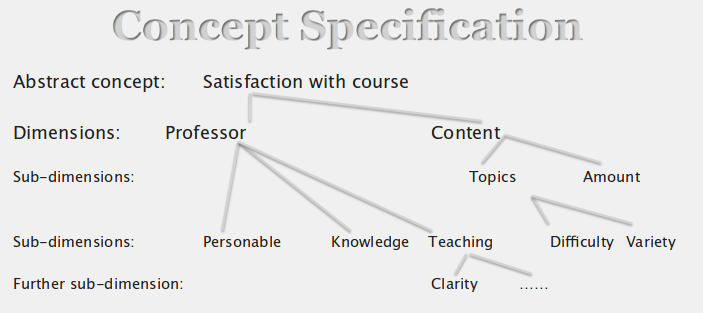 Concept Specification
Abstract concept: Satisfaction with course
Dimensions: Professor Content
Sub-dimensions: Topics Amount
Sub-dimensions: Personable Knowledge Teaching Difficulty Variety
Further sub-dimension: Clarity ......